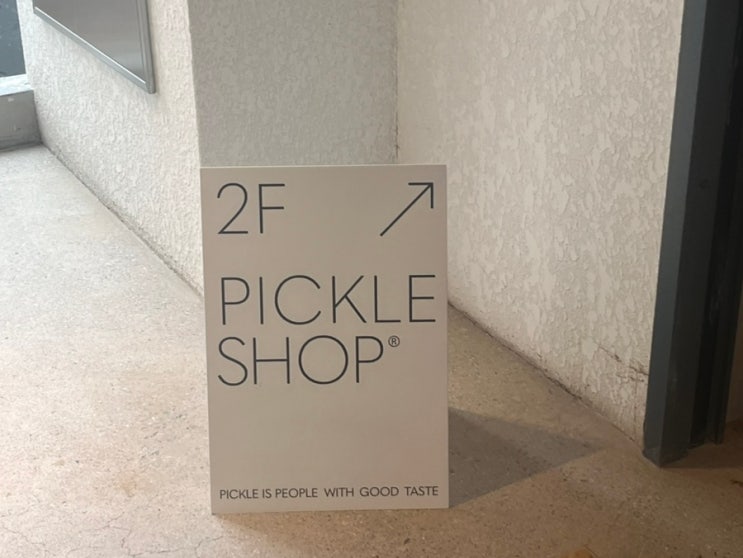 2F
PICKLE
SHOP®
PICKLE IS PEOPLE WITH GOOD TASTE